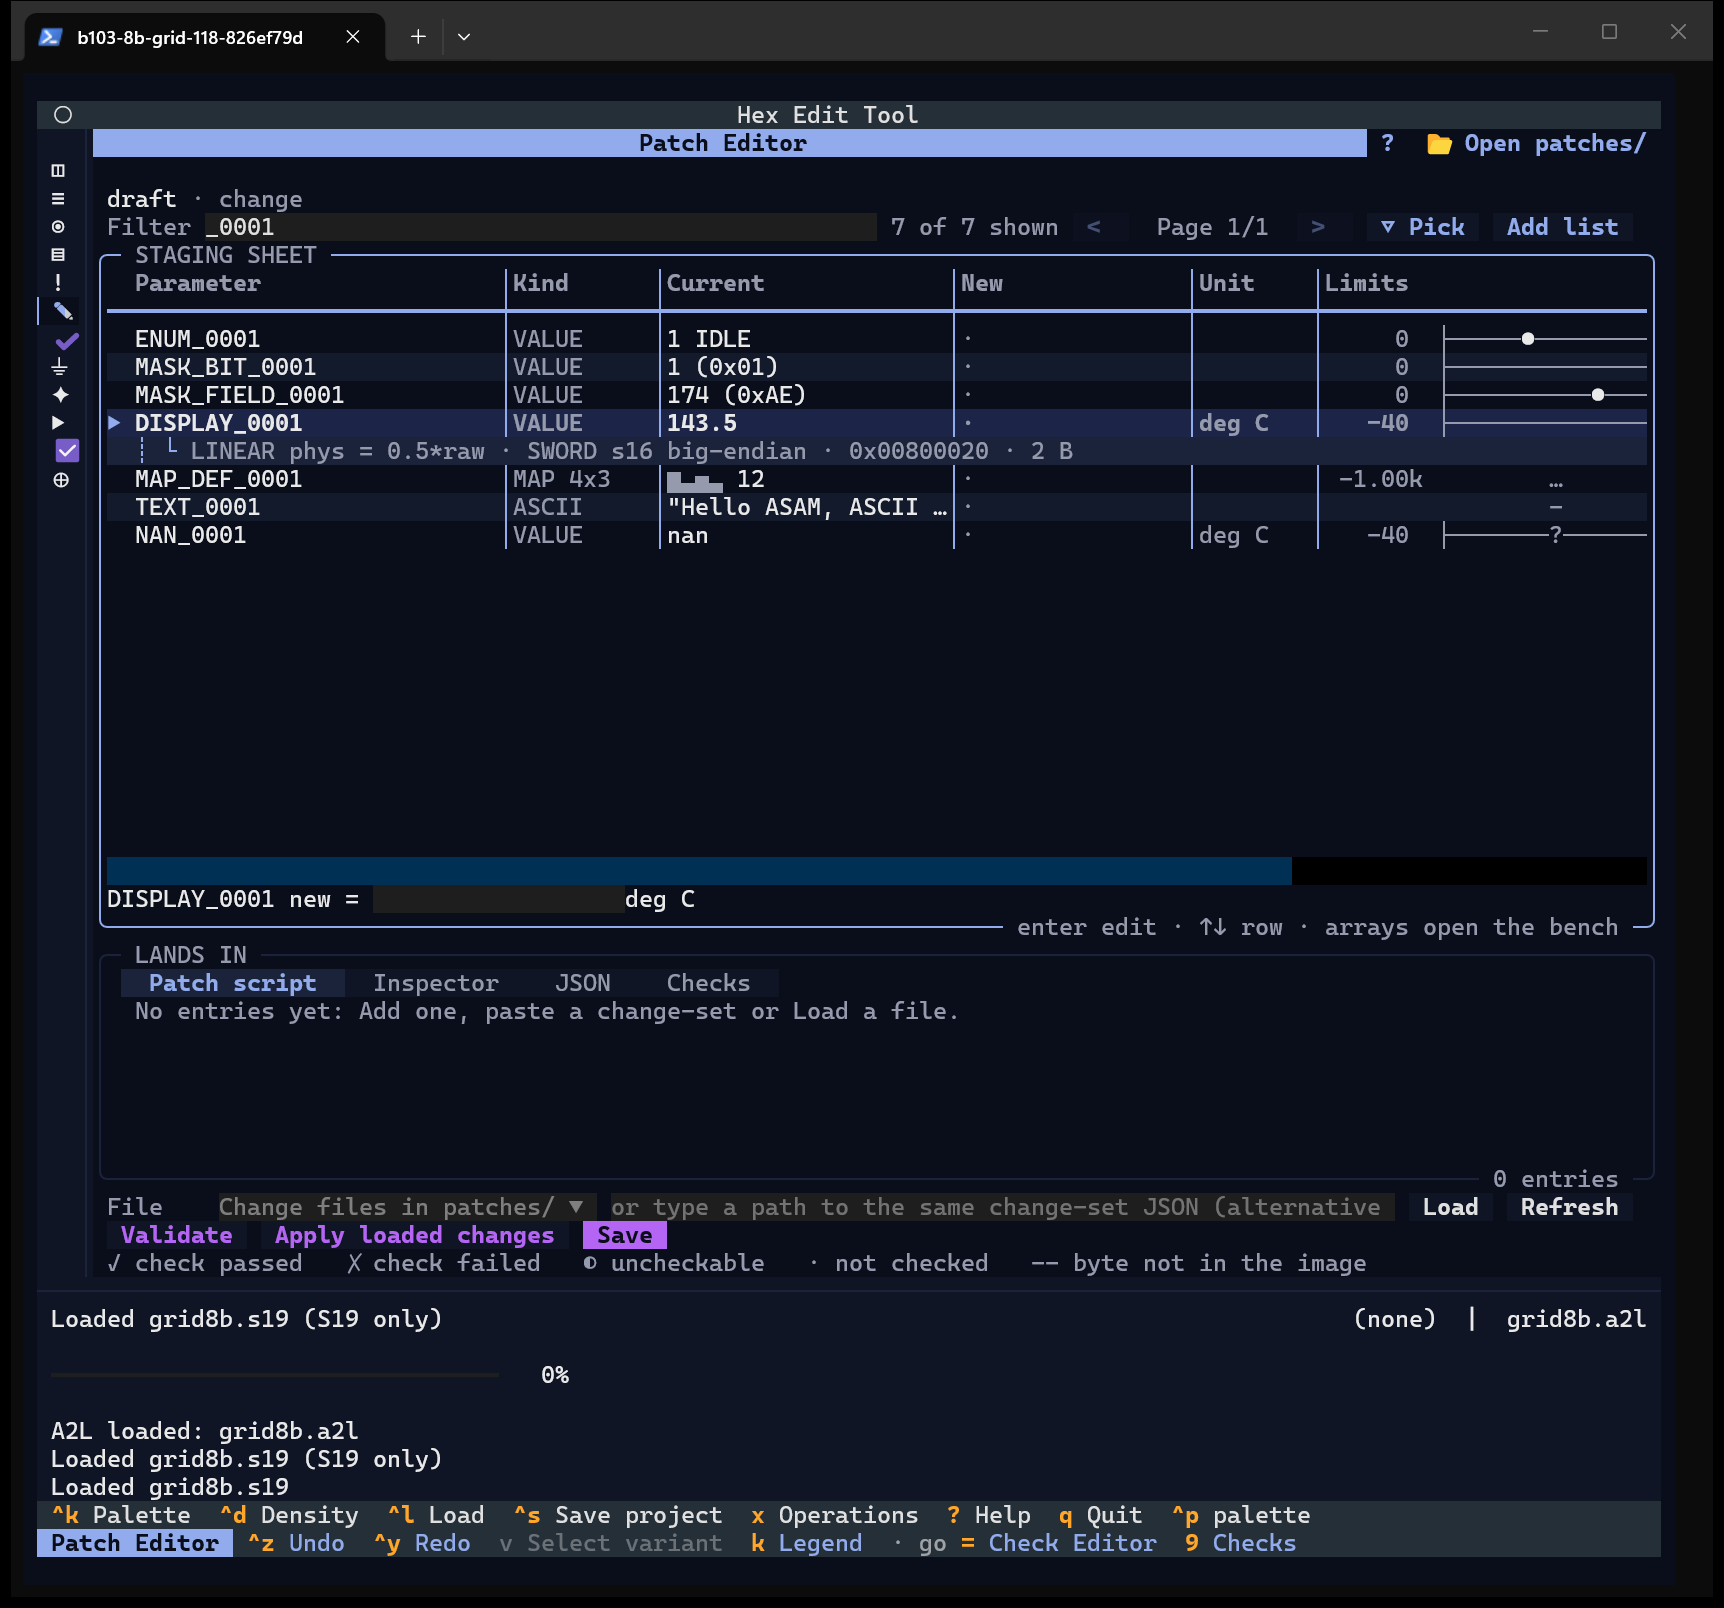 b103-8b-grid-118-826ef79d
Hex Edit Tool
Patch Editor ? Open patches/
draft · change
Filter _0001 7 of 7 shown < Page 1/1 > ▼ Pick Add list
STAGING SHEET
Parameter Kind Current New Unit Limits
ENUM_0001 VALUE 1 IDLE · 0
MASK_BIT_0001 VALUE 1 (0x01) · 0
MASK_FIELD_0001 VALUE 174 (0xAE) · 0
DISPLAY_0001 VALUE 143.5 · deg C -40
└ LINEAR phys = 0.5*raw · SWORD s16 big-endian · 0x00800020 · 2 B
MAP_DEF_0001 MAP 4x3 12 · -1.00k …
TEXT_0001 ASCII "Hello ASAM, ASCII … · -
NAN_0001 VALUE nan · deg C -40 ?
DISPLAY_0001 new = deg C
enter edit · ↑↓ row · arrays open the bench
LANDS IN
Patch script Inspector JSON Checks
No entries yet: Add one, paste a change-set or Load a file.
0 entries
File Change files in patches/ ▼ or type a path to the same change-set JSON (alternative Load Refresh
Validate Apply loaded changes Save
√ check passed ╳ check failed ◐ uncheckable · not checked -- byte not in the image
Loaded grid8b.s19 (S19 only) (none) | grid8b.a2l
0%
A2L loaded: grid8b.a2l
Loaded grid8b.s19 (S19 only)
Loaded grid8b.s19
^k Palette ^d Density ^l Load ^s Save project x Operations ? Help q Quit ^p palette
Patch Editor ^z Undo ^y Redo v Select variant k Legend · go = Check Editor 9 Checks